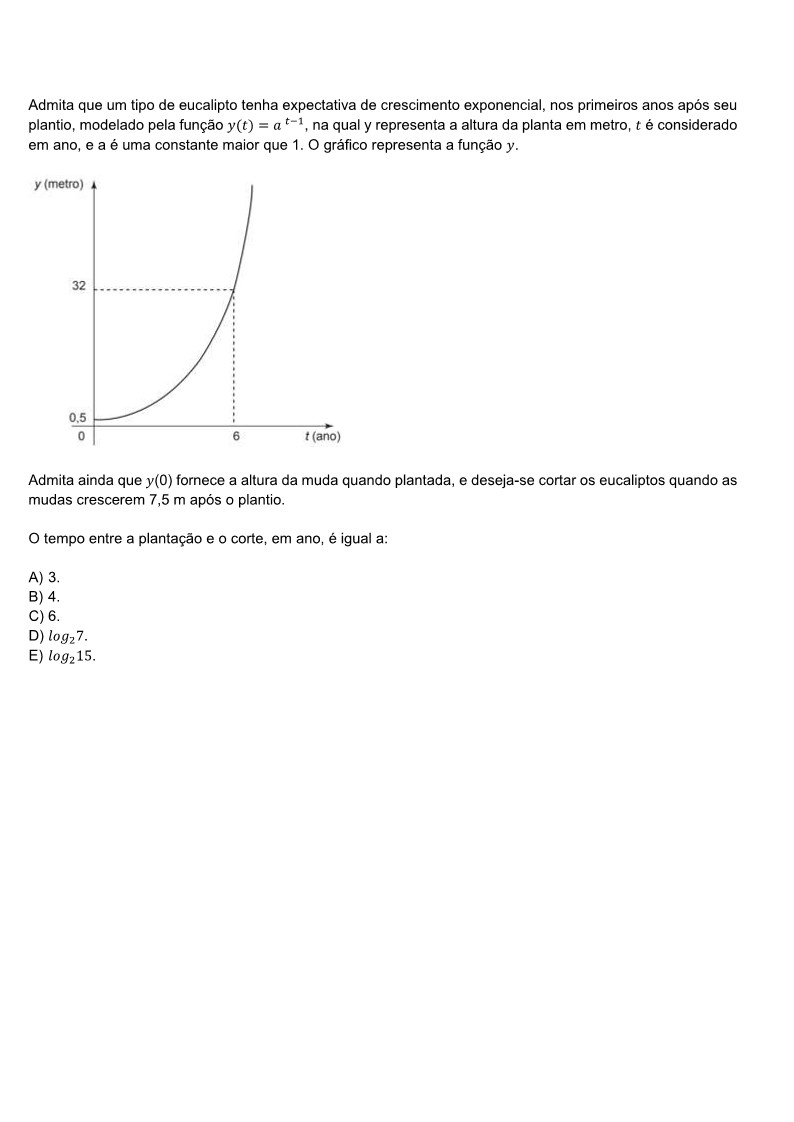 Admita que um tipo de eucalipto tenha expectativa de crescimento exponencial, nos primeiros anos após seu
plantio, modelado pela função y(t) = a ᵗ⁻¹, na qual y representa a altura da planta em metro, t é considerado
em ano, e a é uma constante maior que 1. O gráfico representa a função y.
y (metro)
32
0,5
0
6
t (ano)
Admita ainda que y(0) fornece a altura da muda quando plantada, e deseja-se cortar os eucaliptos quando as
mudas crescerem 7,5 m após o plantio.
O tempo entre a plantação e o corte, em ano, é igual a:
A) 3.
B) 4.
C) 6.
D) log₂7.
E) log₂15.